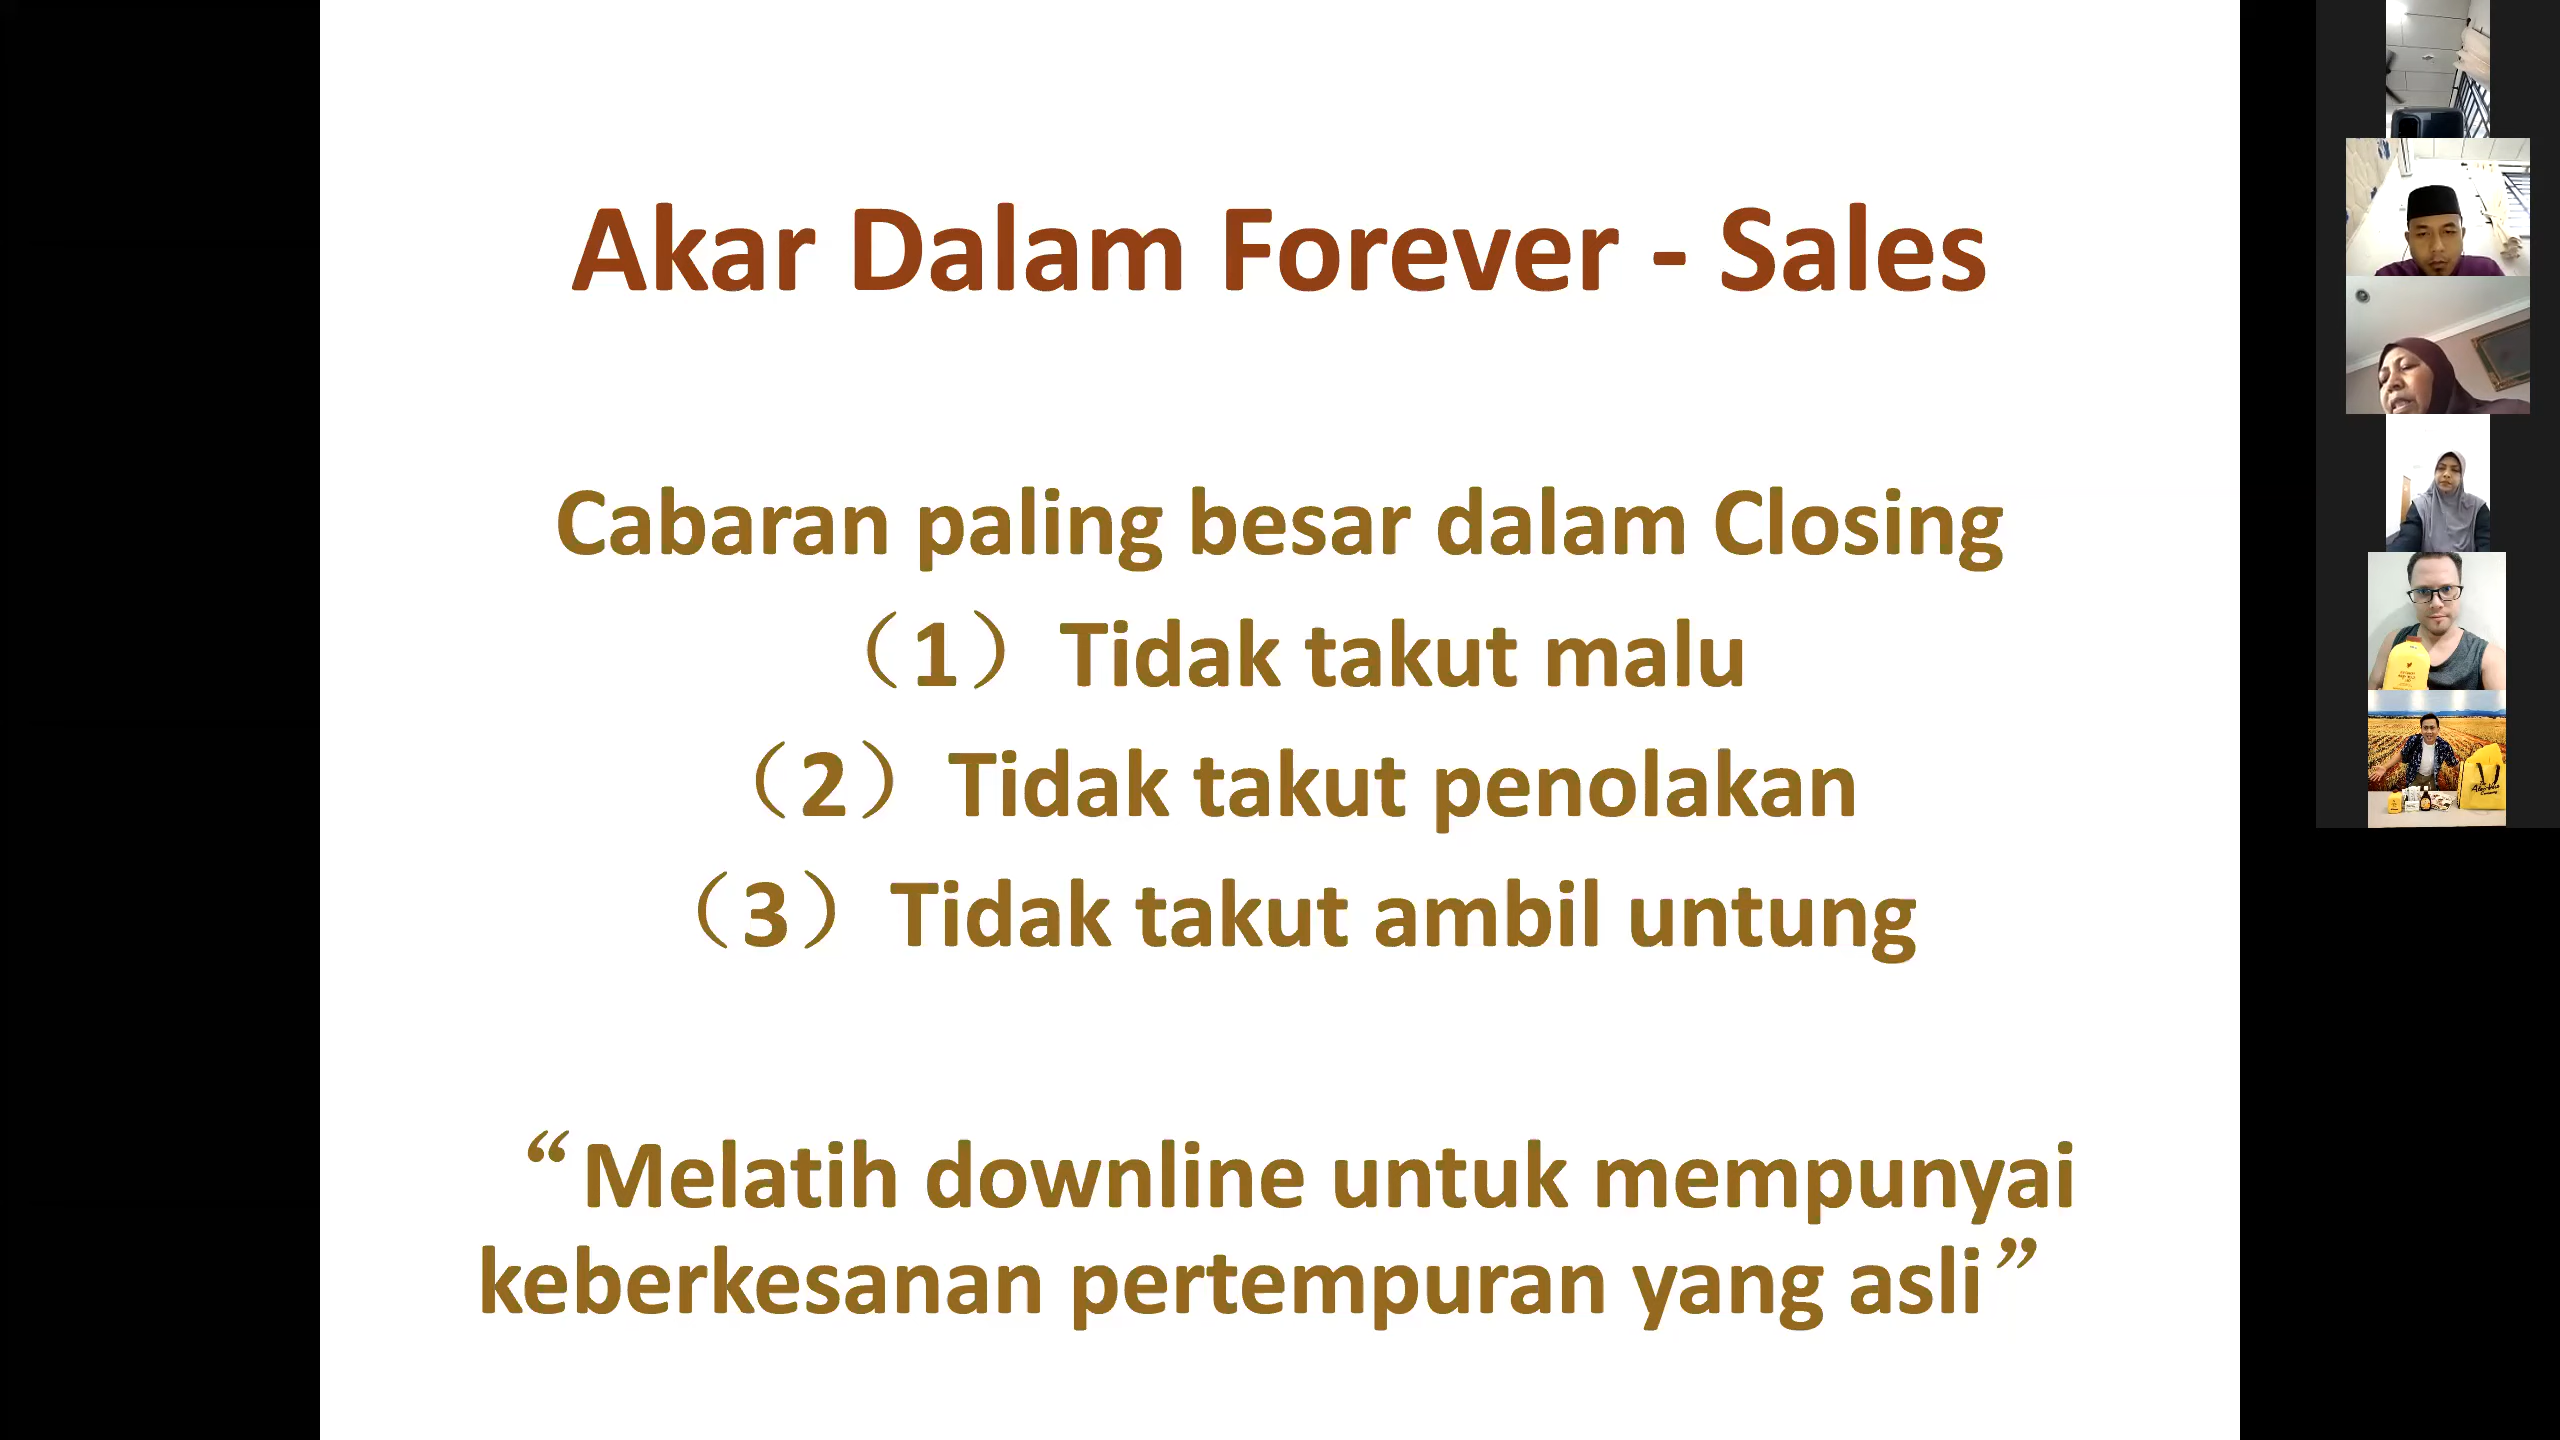 Akar Dalam Forever - Sales
Cabaran paling besar dalam Closing
（1）Tidak takut malu
（2）Tidak takut penolakan
（3）Tidak takut ambil untung
“Melatih downline untuk mempunyai
keberkesanan pertempuran yang asli”